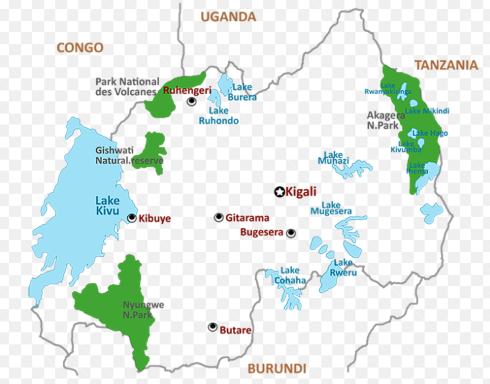 UGANDA
CONGO
TANZANIA
Park National
des Volcanes
Ruhengeri
Lake
Burera
Lake
Ruhondo
Lake
Rwanyakizinga
Lake Mikindi
Akagera
N.Park
Lake Hago
Lake
Kivumba
Lake
Ihema
Gishwati
Natural.reserve
Lake
Muhazi
Kigali
Lake
Kivu
Kibuye
Gitarama
Lake
Mugesera
Bugesera
Lake
Rweru
Lake
Cohaha
Nyungwe
N.Park
Butare
BURUNDI